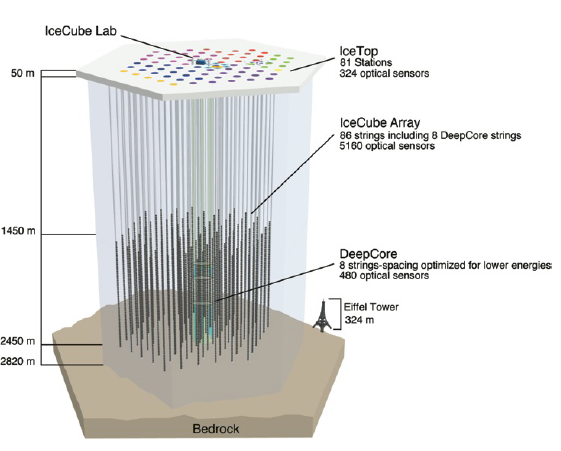 IceCube Lab
IceTop
81 Stations
324 optical sensors
50 m
IceCube Array
86 strings including 8 DeepCore strings
5160 optical sensors
1450 m
DeepCore
8 strings-spacing optimized for lower energies
480 optical sensors
Eiffel Tower
324 m
2450 m
2820 m
Bedrock